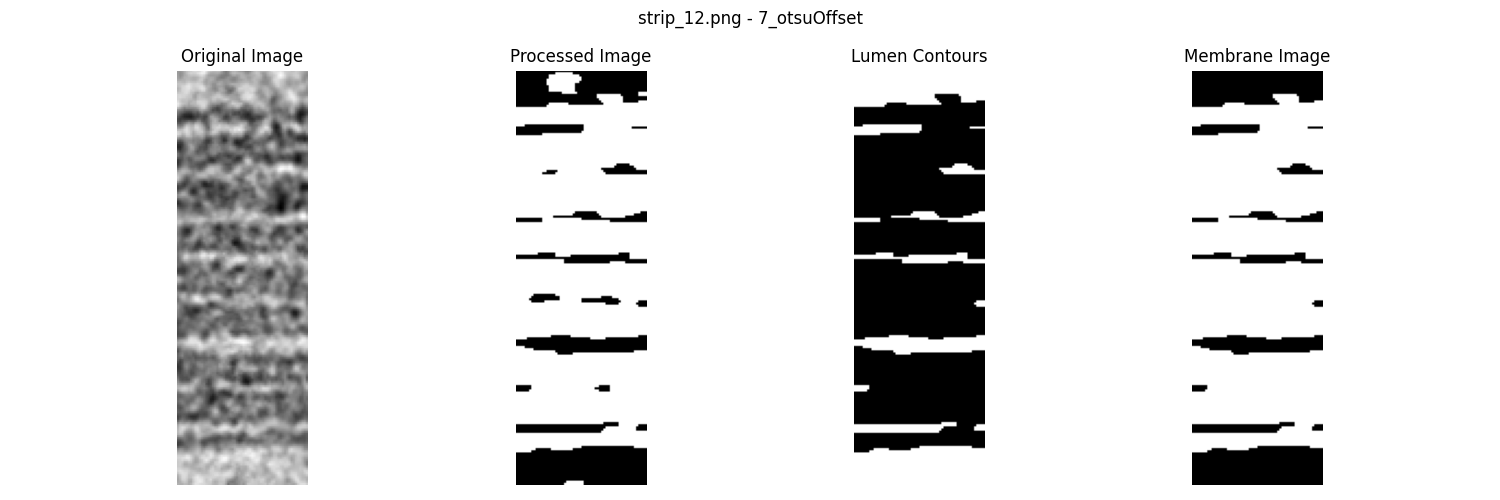 strip_12.png - 7_otsuOffset
Original Image
Processed Image
Lumen Contours
Membrane Image